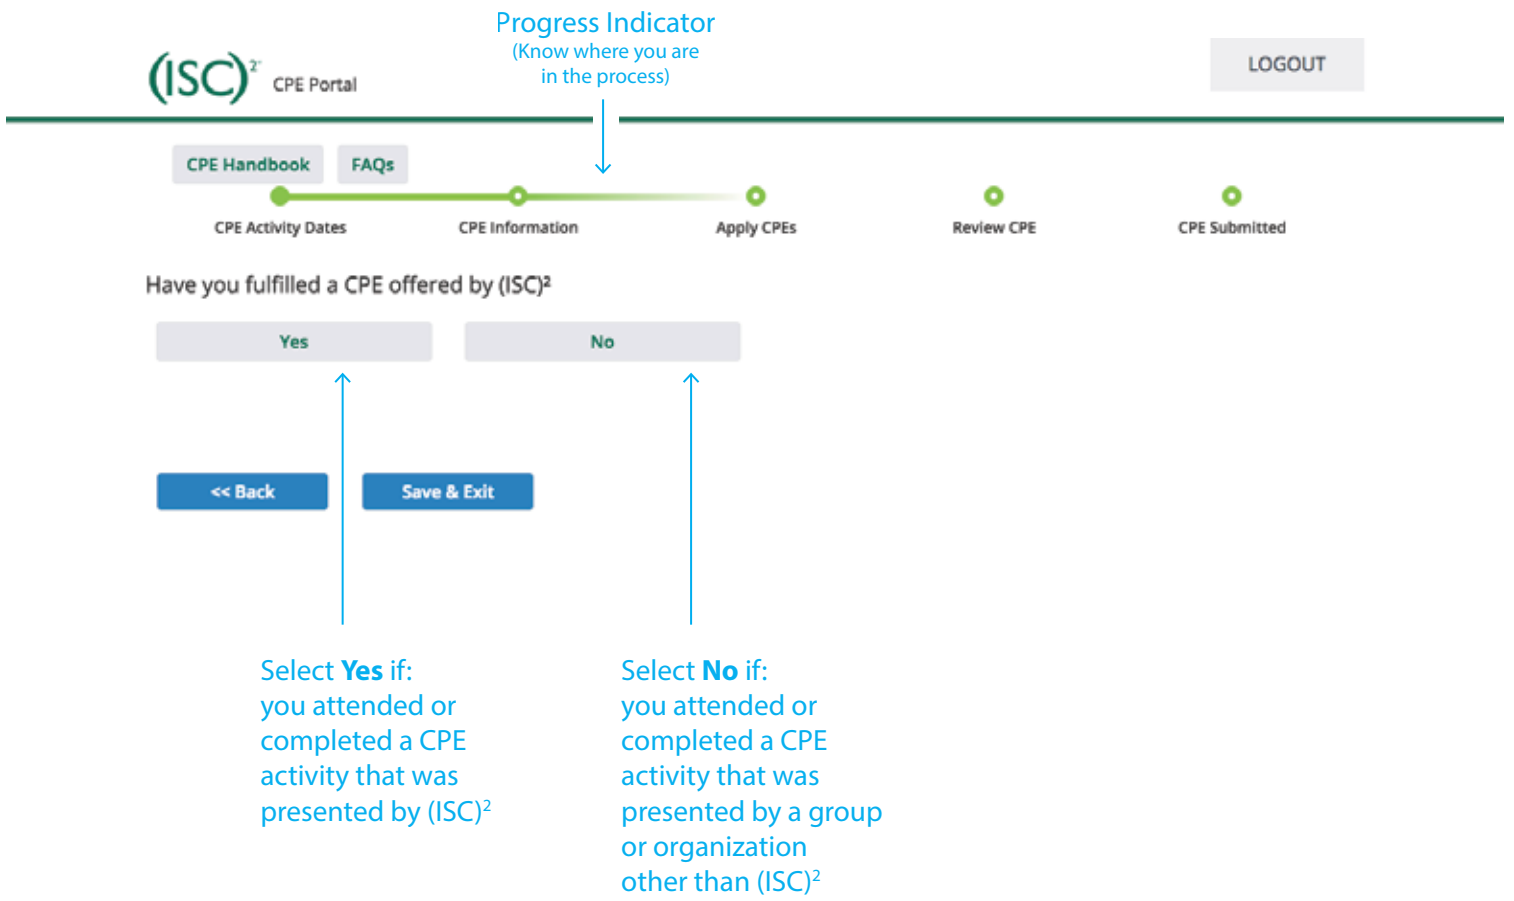 Progress Indicator
(Know where you are
in the process)
(ISC)²˙ CPE Portal
LOGOUT
CPE Handbook
FAQs
CPE Activity Dates
CPE Information
Apply CPEs
Review CPE
CPE Submitted
Have you fulfilled a CPE offered by (ISC)²
Yes
No
<< Back
Save & Exit
Select Yes if:
you attended or
completed a CPE
activity that was
presented by (ISC)²
Select No if:
you attended or
completed a CPE
activity that was
presented by a group
or organization
other than (ISC)²